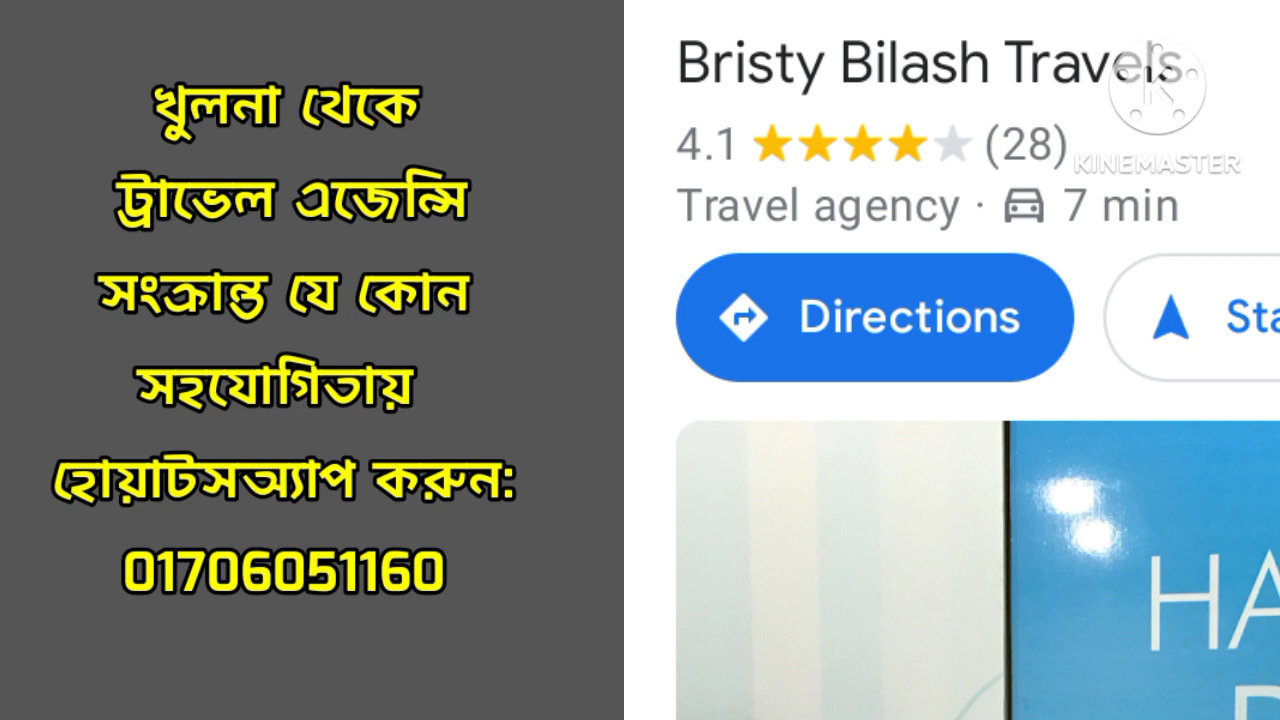 খুলনা থেকে
ট্রাভেল এজেন্সি
সংক্রান্ত যে কোন
সহযোগিতায়
হোয়াটসঅ্যাপ করুন:
01706051160
Bristy Bilash Travels
4.1 (28)
KINEMASTER
Travel agency · 7 min
Directions
Sta
HA